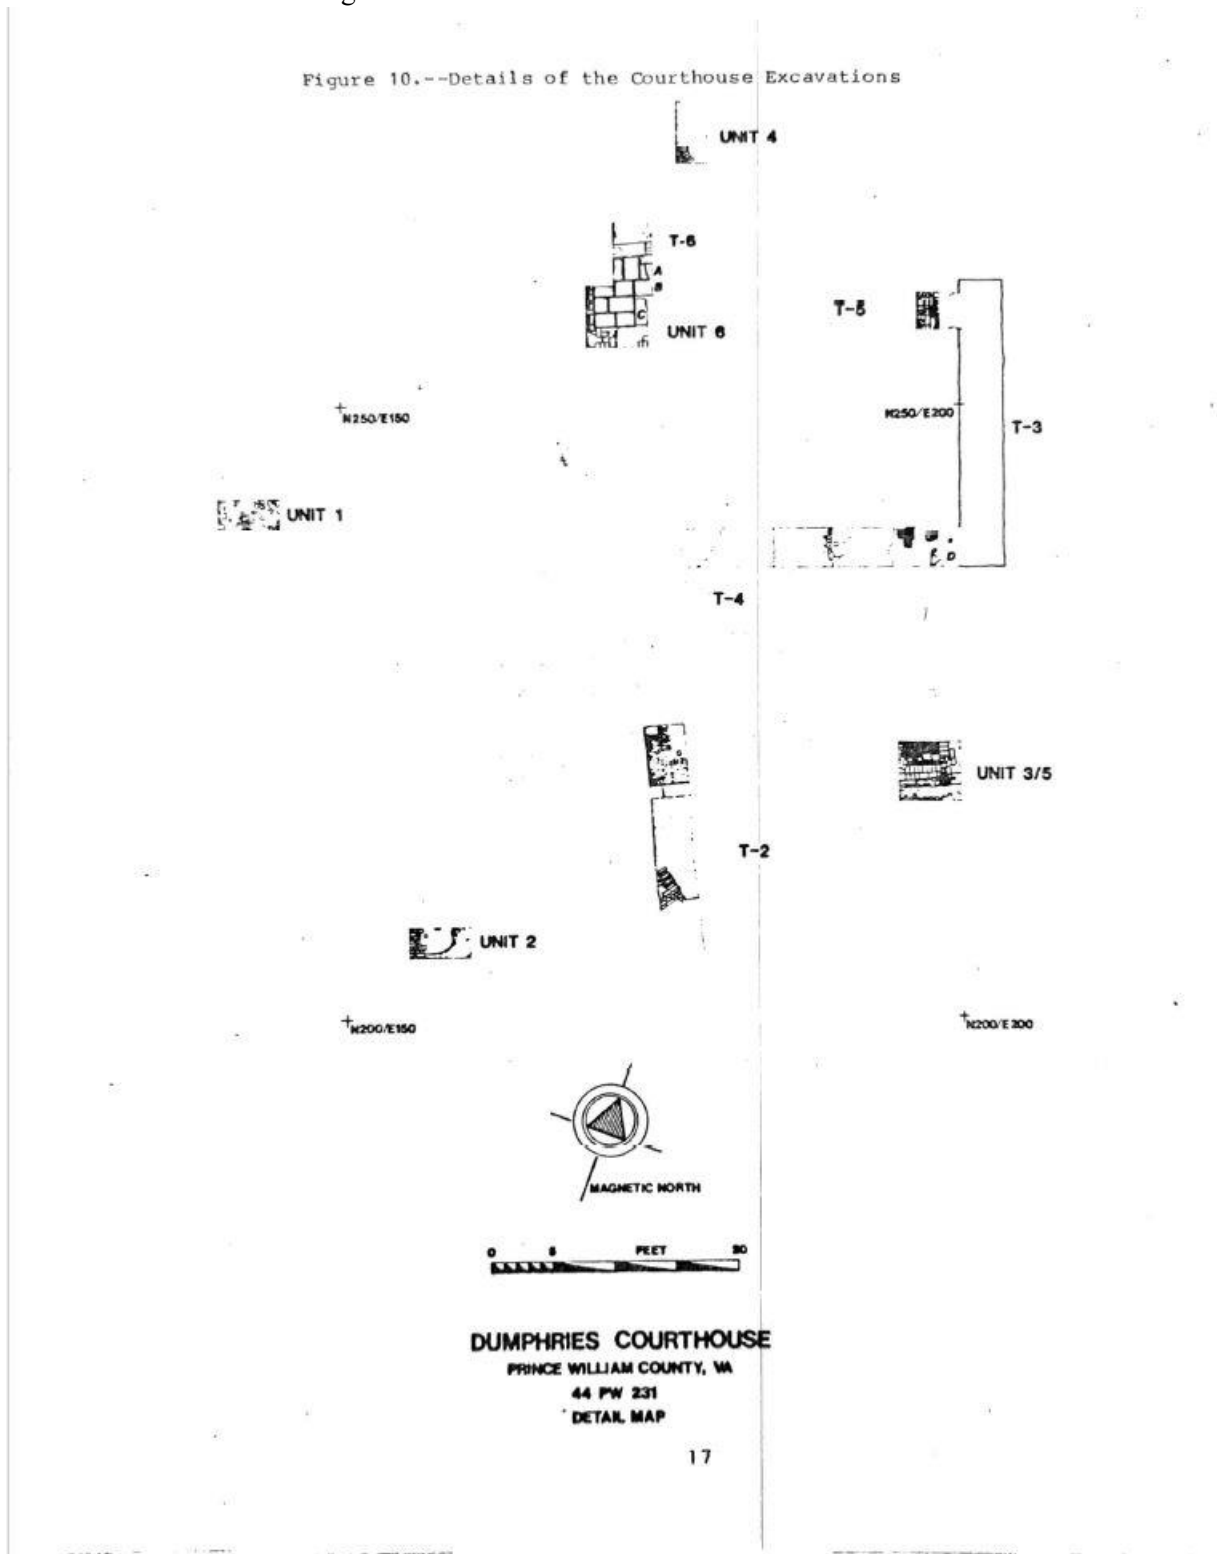 Figure 10.--Details of the Courthouse Excavations
UNIT 4
T-6
A
B
C
UNIT 6
T-5
N250/E150
N250/E200
T-3
UNIT 1
D
T-4
UNIT 3/5
T-2
UNIT 2
N200/E150
N200/E200
MAGNETIC NORTH
0 5 FEET 20
DUMPHRIES COURTHOUSE
PRINCE WILLIAM COUNTY, VA
44 PW 231
DETAIL MAP
17